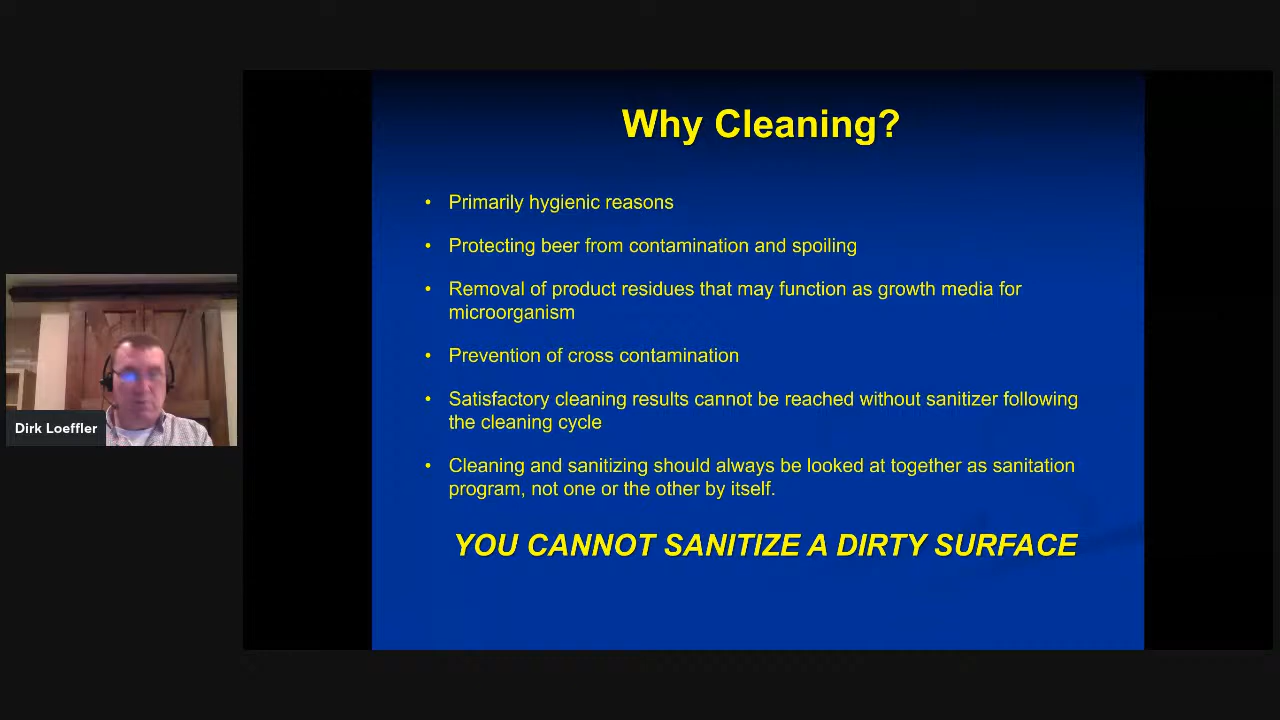 Why Cleaning?
• Primarily hygienic reasons
• Protecting beer from contamination and spoiling
• Removal of product residues that may function as growth media for
microorganism
• Prevention of cross contamination
• Satisfactory cleaning results cannot be reached without sanitizer following
the cleaning cycle
• Cleaning and sanitizing should always be looked at together as sanitation
program, not one or the other by itself.
YOU CANNOT SANITIZE A DIRTY SURFACE
Dirk Loeffler